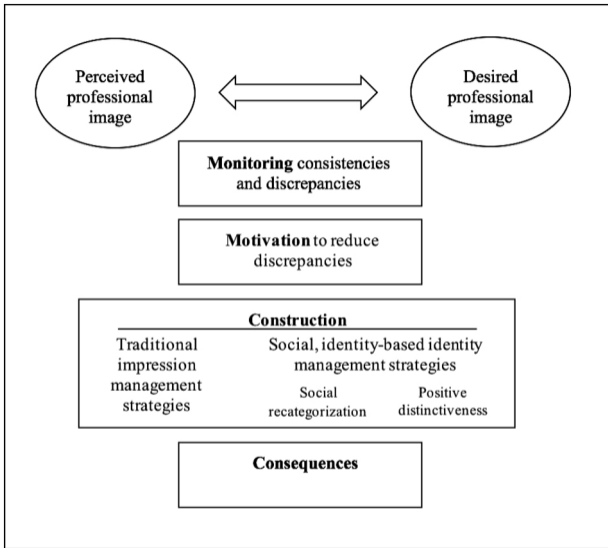 Perceived
professional
image
Desired
professional
image
Monitoring consistencies
and discrepancies
Motivation to reduce
discrepancies
Construction
Traditional
impression
management
strategies
Social, identity-based identity
management strategies
Social
recategorization
Positive
distinctiveness
Consequences